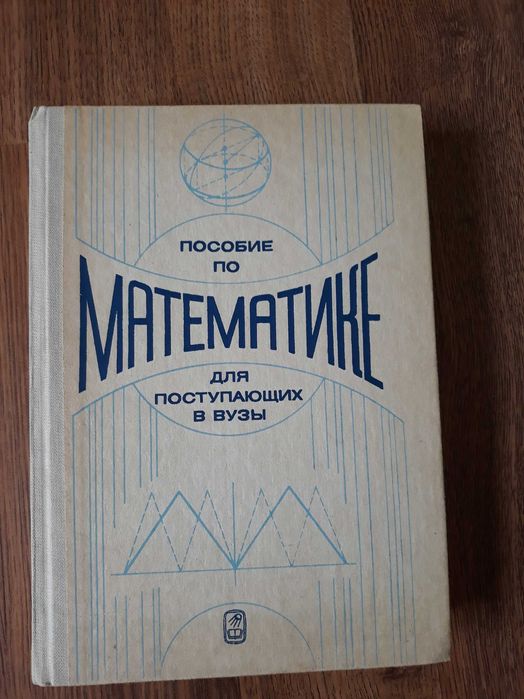 ПОСОБИЕ
ПО
МАТЕМАТИКЕ
ДЛЯ
ПОСТУПАЮЩИХ
В ВУЗЫ